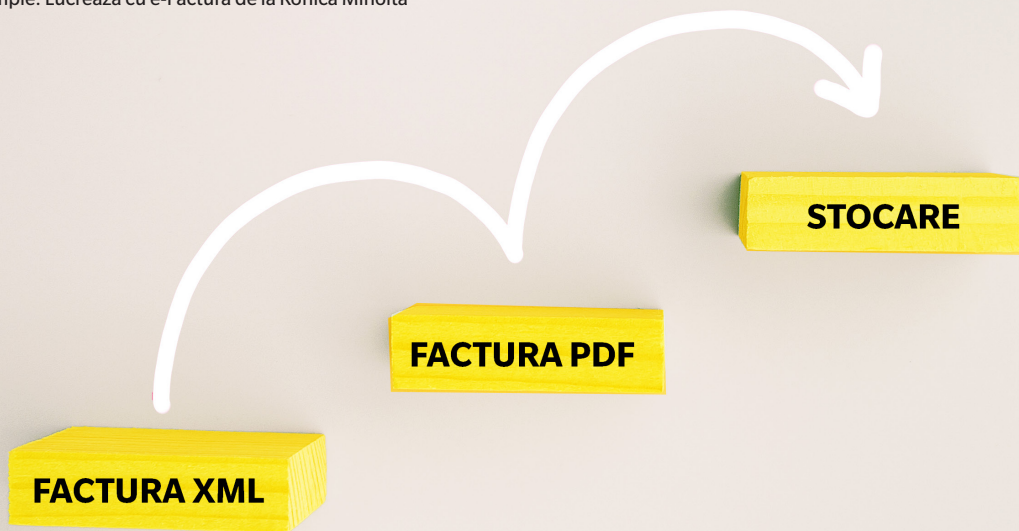 Lucrează cu e-Factura de la Konica Minolta
STOCARE
FACTURA PDF
FACTURA XML